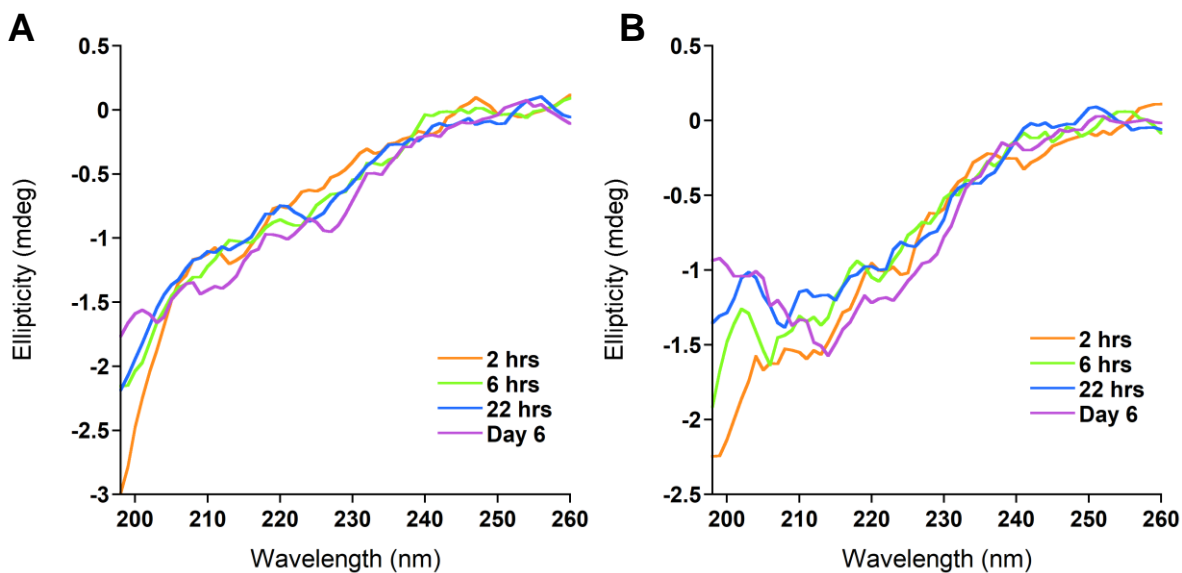 A
0.5
0
-0.5
-1
-1.5
-2
-2.5
-3
Ellipticity (mdeg)
2 hrs
6 hrs
22 hrs
Day 6
200 210 220 230 240 250 260
Wavelength (nm)
B
0.5
0
-0.5
-1
-1.5
-2
-2.5
Ellipticity (mdeg)
2 hrs
6 hrs
22 hrs
Day 6
200 210 220 230 240 250 260
Wavelength (nm)